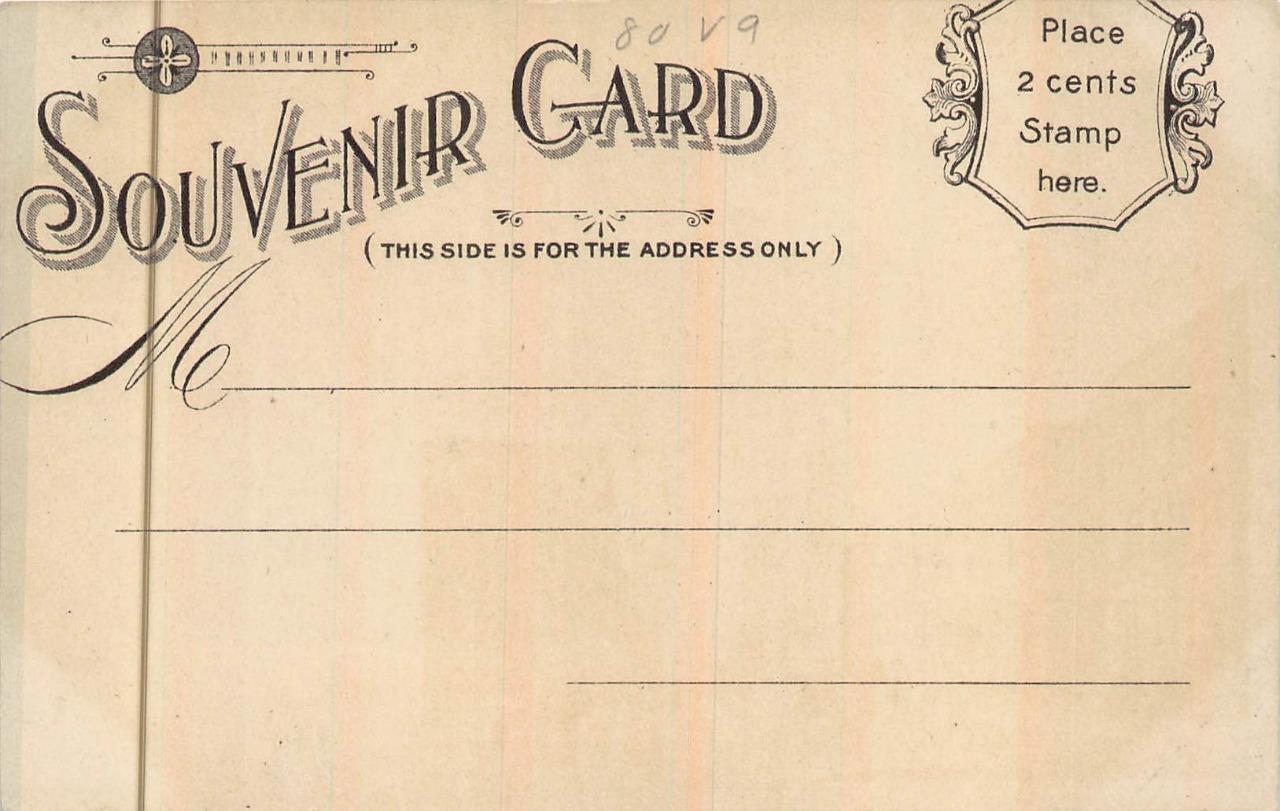 80 V9
SOUVENIR CARD
Place
2 cents
Stamp
here.
(THIS SIDE IS FOR THE ADDRESS ONLY)
M